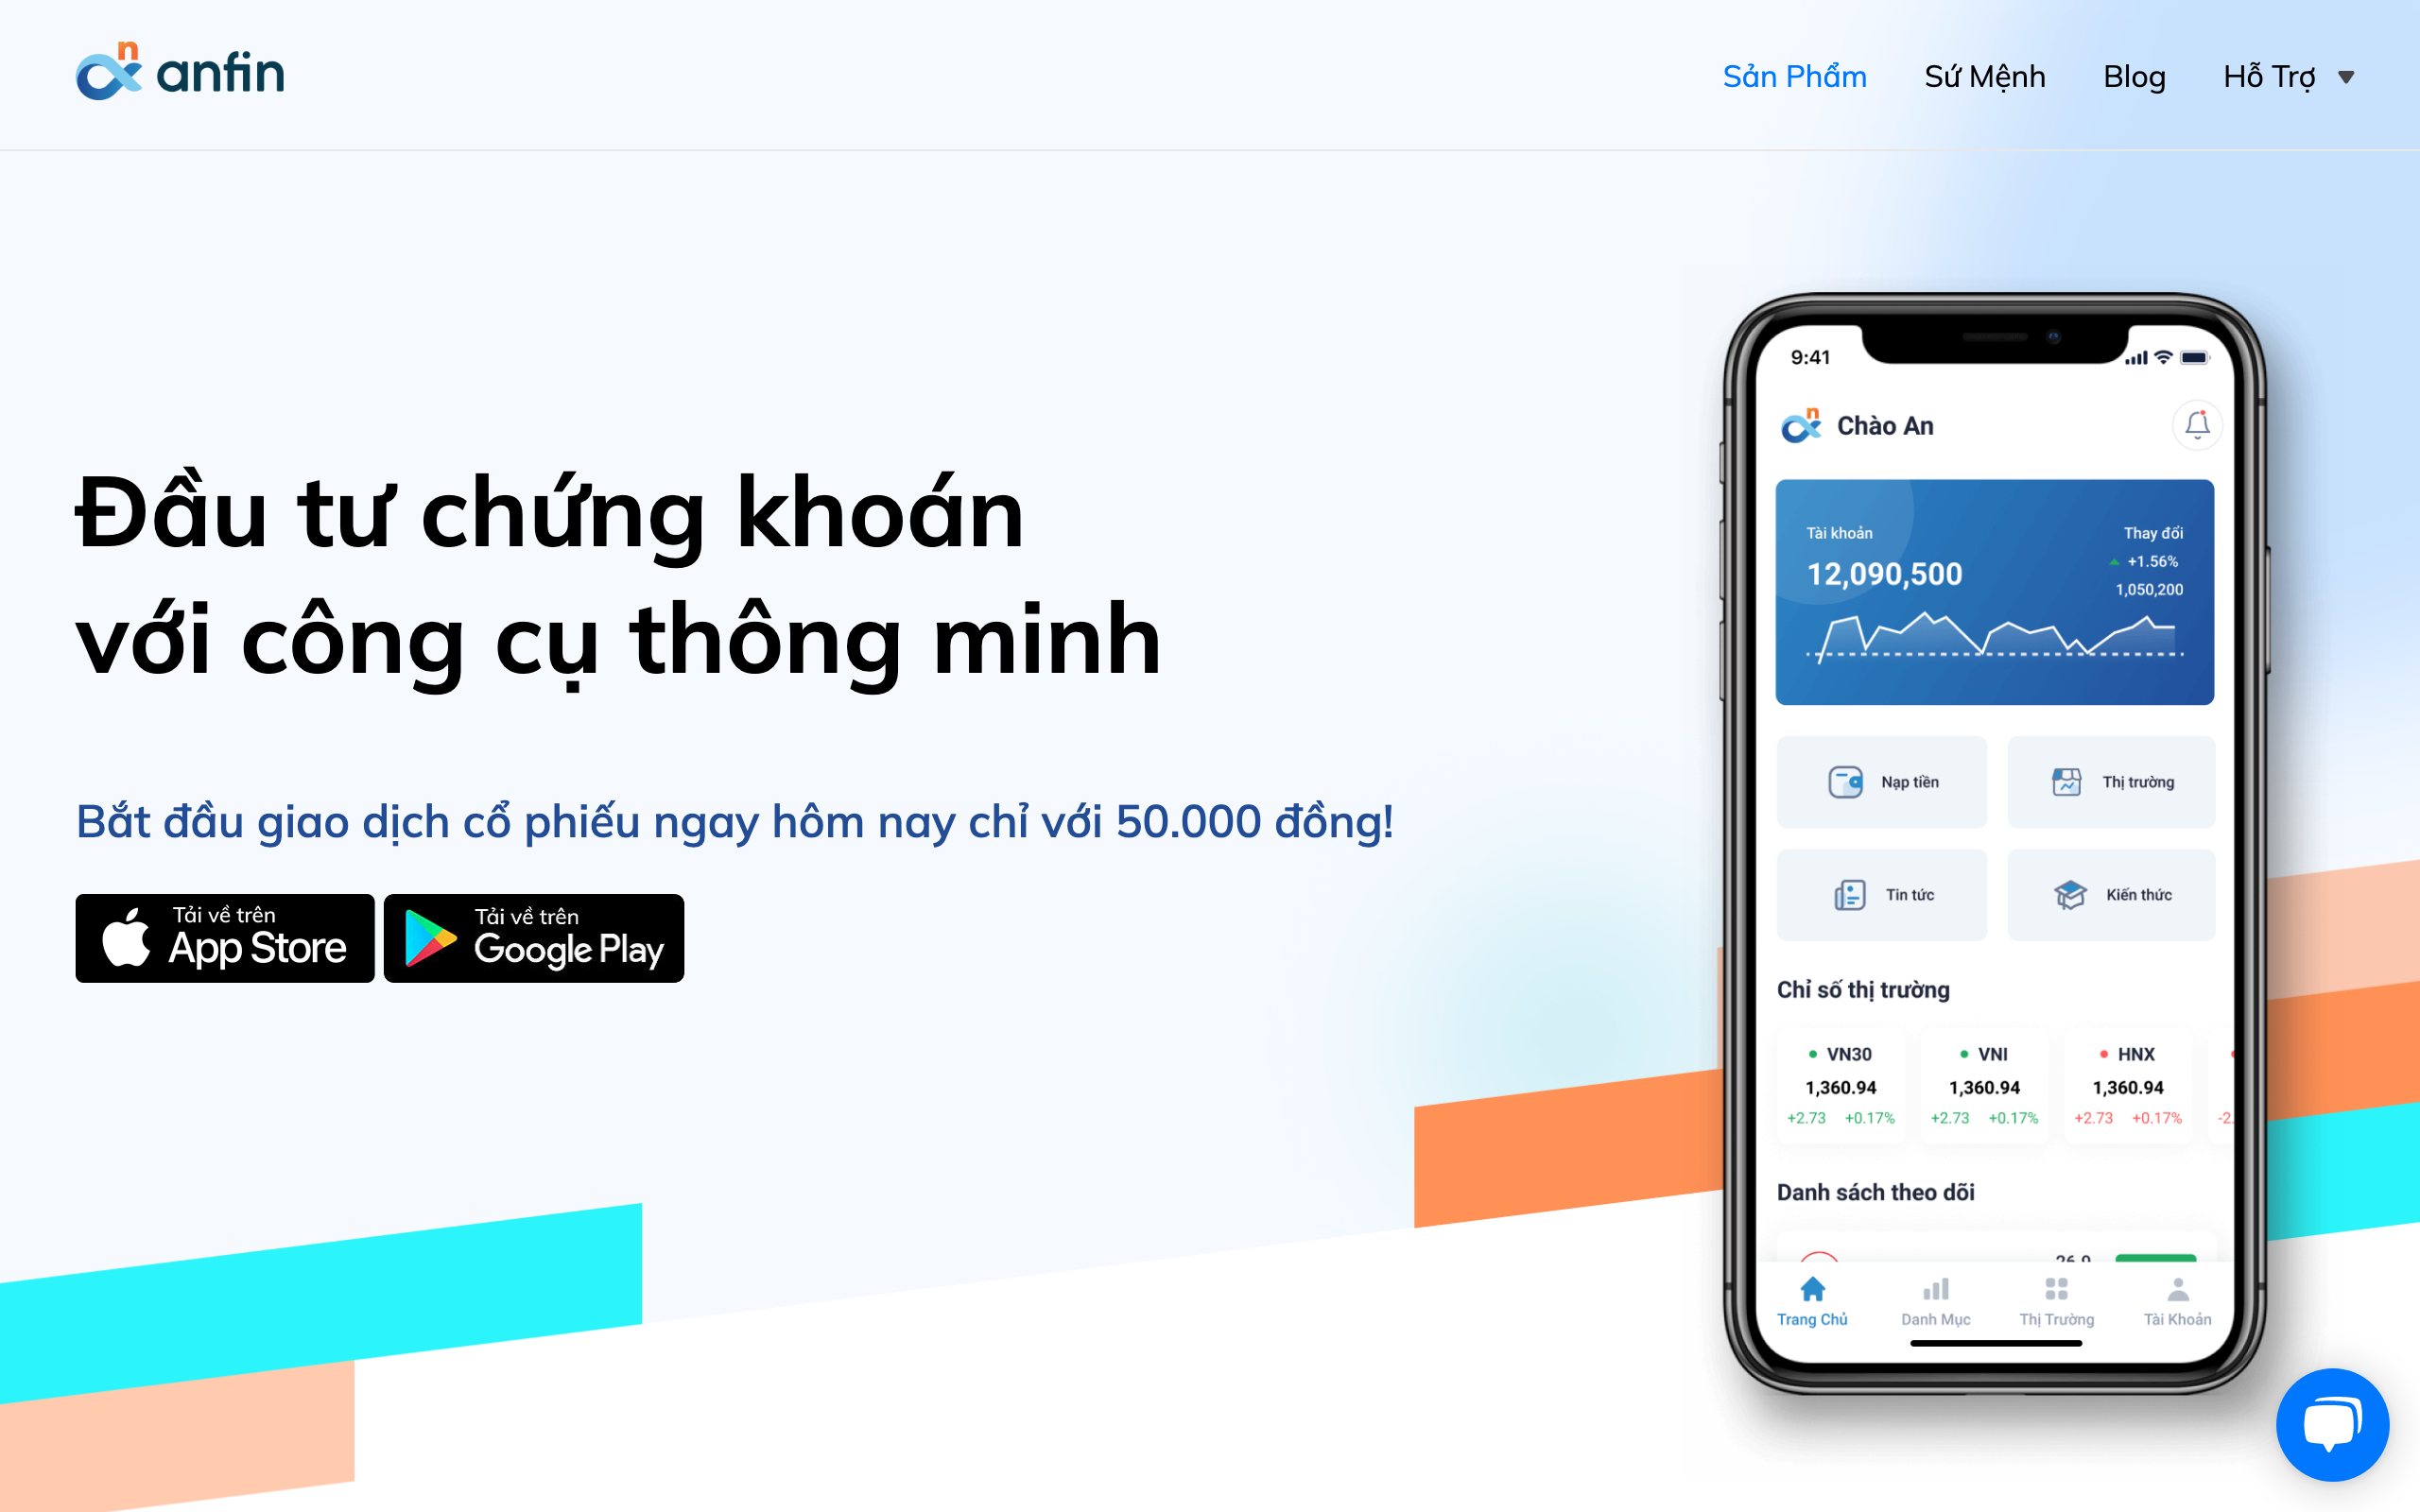 anfin
Sản Phẩm
Sứ Mệnh
Blog
Hỗ Trợ
Đầu tư chứng khoán
với công cụ thông minh
Bắt đầu giao dịch cổ phiếu ngay hôm nay chỉ với 50.000 đồng!
Tải về trên
App Store
Tải về trên
Google Play
9:41
Chào An
Tài khoản
Thay đổi
12,090,500
+1.56%
1,050,200
Nạp tiền
Thị trường
Tin tức
Kiến thức
Chỉ số thị trường
VN30
1,360.94
+2.73 +0.17%
VNI
1,360.94
+2.73 +0.17%
HNX
1,360.94
+2.73 +0.17%
Danh sách theo dõi
Trang Chủ
Danh Mục
Thị Trường
Tài Khoản